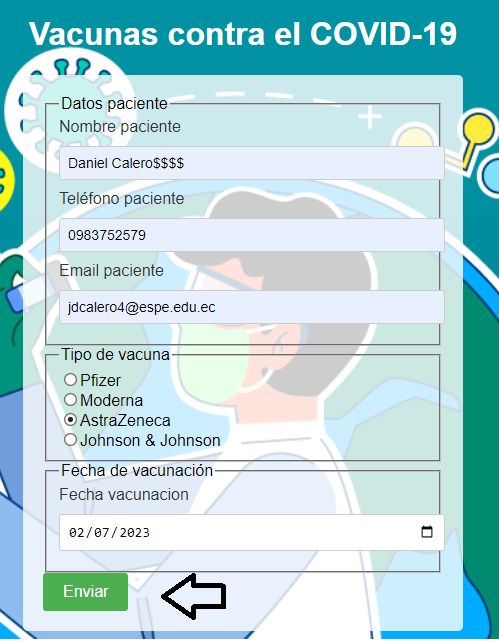 Vacunas contra el COVID-19
Datos paciente
Nombre paciente
Daniel Calero$$$$
Teléfono paciente
0983752579
Email paciente
jdcalero4@espe.edu.ec
Tipo de vacuna
Pfizer
Moderna
AstraZeneca
Johnson & Johnson
Fecha de vacunación
Fecha vacunacion
02/07/2023
Enviar